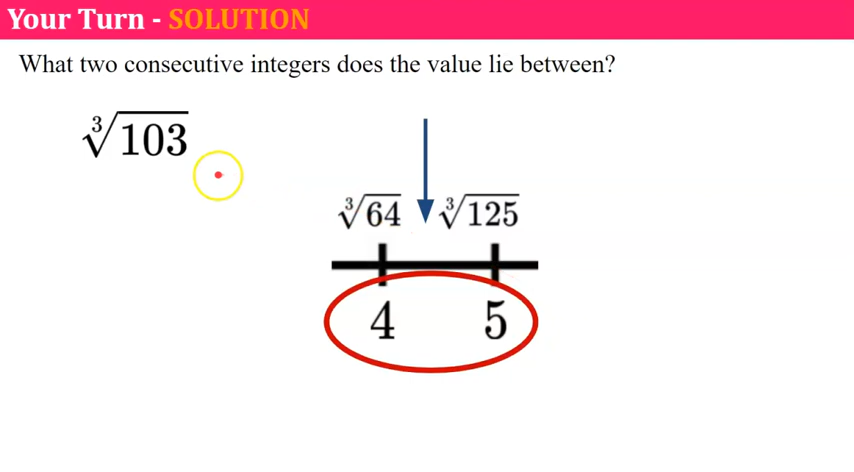 Your Turn - SOLUTION
What two consecutive integers does the value lie between?
∛103
∛64 ∛125
4 5